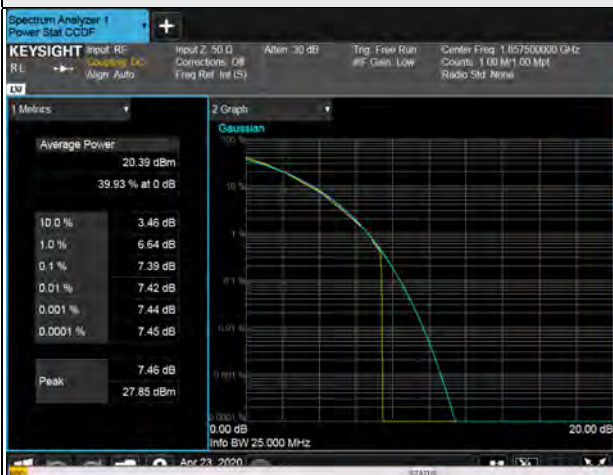 Spectrum Analyzer 1
Power Stat CCDF
KEYSIGHT Input: RF
Coupling: DC
Align: Auto
RL
Input Z: 50 Ω
Corrections: Off
Freq Ref: Int (S)
Atten: 30 dB
Trig: Free Run
#IF Gain: Low
Center Freq: 1.857500000 GHz
Counts: 1.00 M/1.00 Mpt
Radio Std: None
1 Metrics
Average Power
20.39 dBm
39.93 % at 0 dB
10.0 % 3.46 dB
1.0 % 6.64 dB
0.1 % 7.39 dB
0.01 % 7.42 dB
0.001 % 7.44 dB
0.0001 % 7.45 dB
Peak
7.46 dB
27.85 dBm
2 Graph
Gaussian
100 %
10 %
1 %
0.1 %
0.01 %
0.001 %
0.0001 %
0.00 dB
20.00 dB
Info BW 25.000 MHz
Apr 23, 2020
STATUS